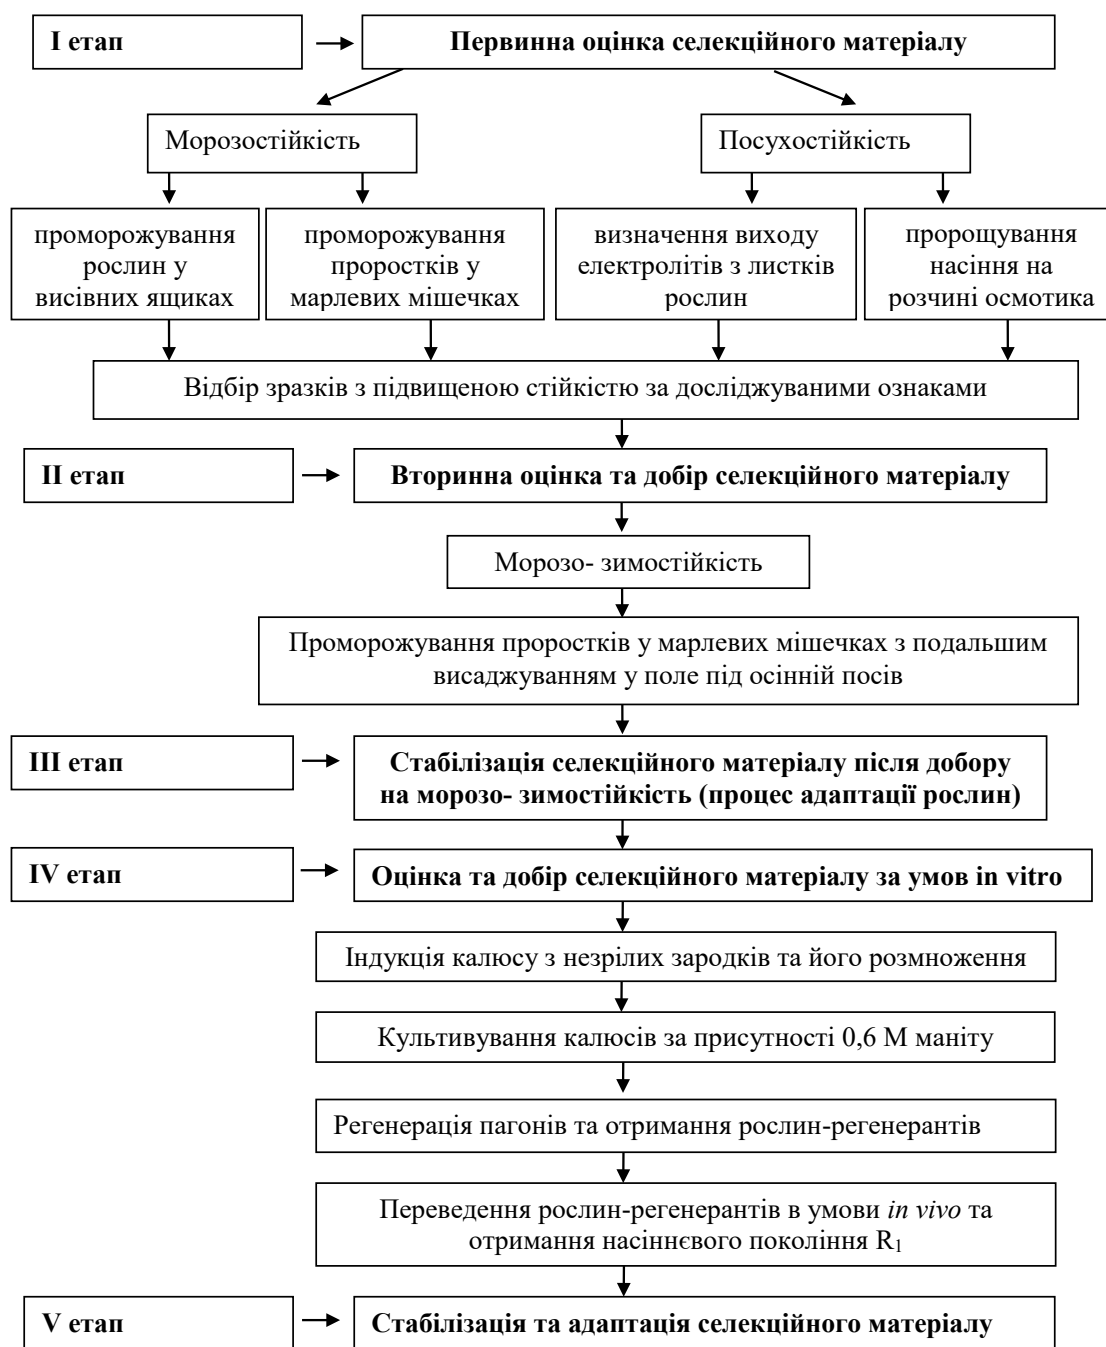 I етап
Первинна оцінка селекційного матеріалу
Морозостійкість
Посухостійкість
проморожування
рослин у
висівних ящиках
проморожування
проростків у
марлевих мішечках
визначення виходу
електролітів з листків
рослин
пророщування
насіння на
розчині осмотика
Відбір зразків з підвищеною стійкістю за досліджуваними ознаками
II етап
Вторинна оцінка та добір селекційного матеріалу
Морозо- зимостійкість
Проморожування проростків у марлевих мішечках з подальшим
висаджуванням у поле під осінній посів
III етап
Стабілізація селекційного матеріалу після добору
на морозо- зимостійкість (процес адаптації рослин)
IV етап
Оцінка та добір селекційного матеріалу за умов in vitro
Індукція калюсу з незрілих зародків та його розмноження
Культивування калюсів за присутності 0,6 М маніту
Регенерація пагонів та отримання рослин-регенерантів
Переведення рослин-регенерантів в умови in vivo та
отримання насіннєвого покоління R₁
V етап
Стабілізація та адаптація селекційного матеріалу